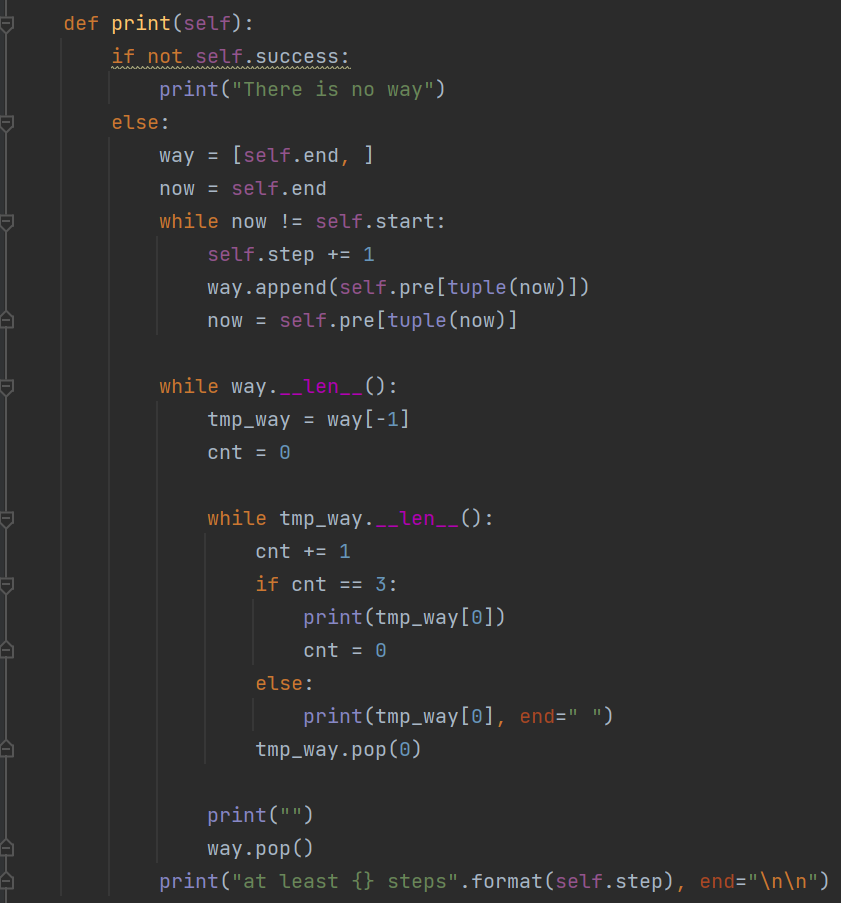 def print(self):
if not self.success:
print("There is no way")
else:
way = [self.end, ]
now = self.end
while now != self.start:
self.step += 1
way.append(self.pre[tuple(now)])
now = self.pre[tuple(now)]
while way.__len__():
tmp_way = way[-1]
cnt = 0
while tmp_way.__len__():
cnt += 1
if cnt == 3:
print(tmp_way[0])
cnt = 0
else:
print(tmp_way[0], end=" ")
tmp_way.pop(0)
print("")
way.pop()
print("at least {} steps".format(self.step), end="\n\n")